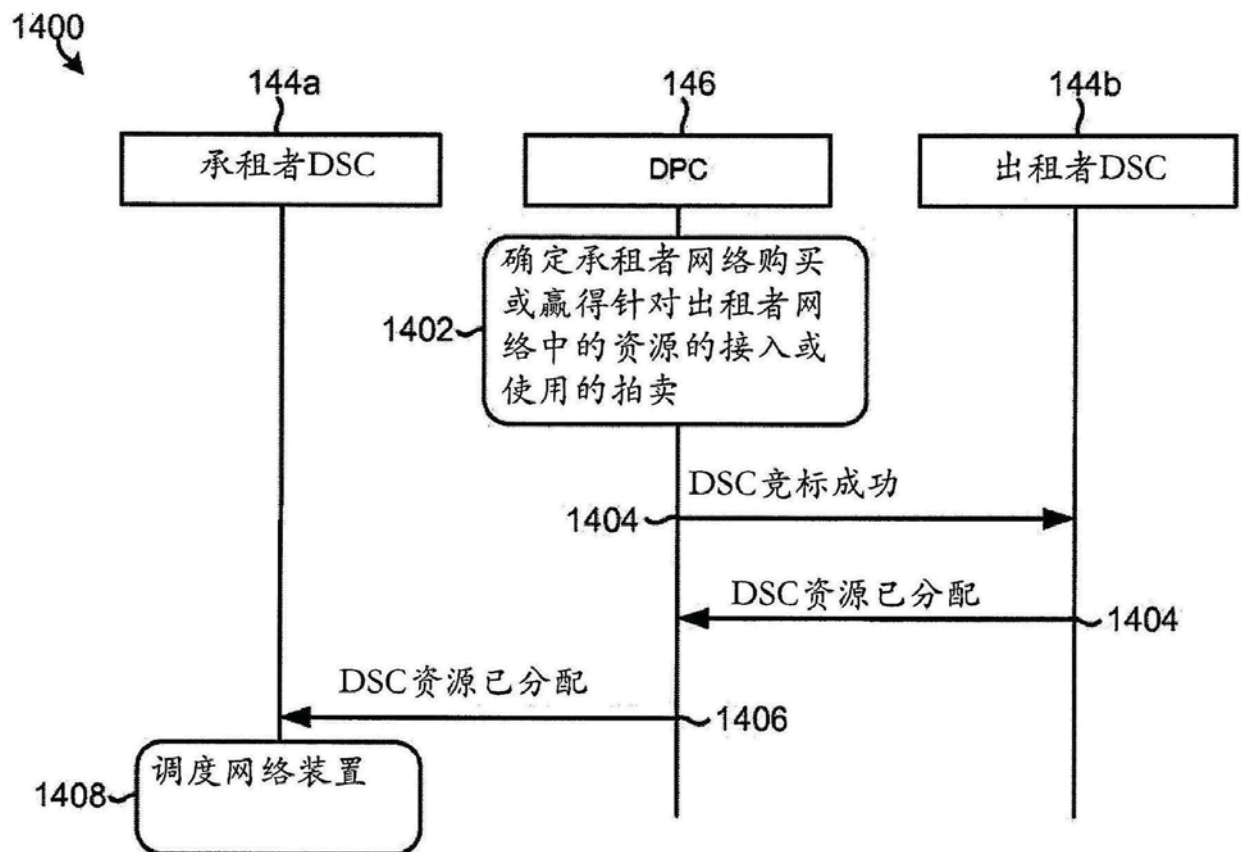 1400
144a
146
144b
承租者DSC
DPC
出租者DSC
确定承租者网络购买
或赢得针对出租者网
络中的资源的接入或
使用的拍卖
1402
DSC竞标成功
1404
DSC资源已分配
1404
DSC资源已分配
1406
调度网络装置
1408